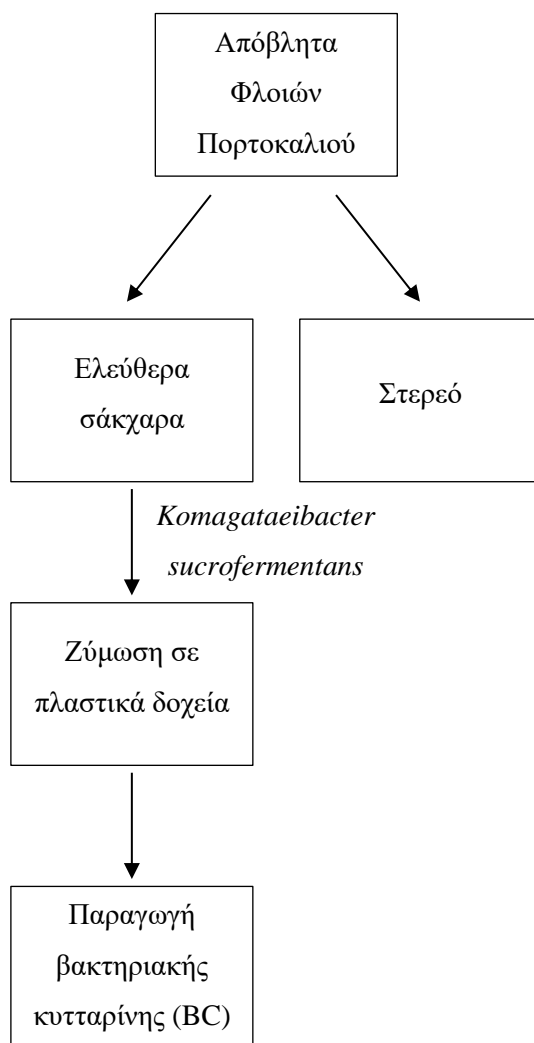 Απόβλητα
Φλοιών
Πορτοκαλιού
Ελεύθερα
σάκχαρα
Στερεό
Komagataeibacter
sucrofermentans
Ζύμωση σε
πλαστικά δοχεία
Παραγωγή
βακτηριακής
κυτταρίνης (BC)